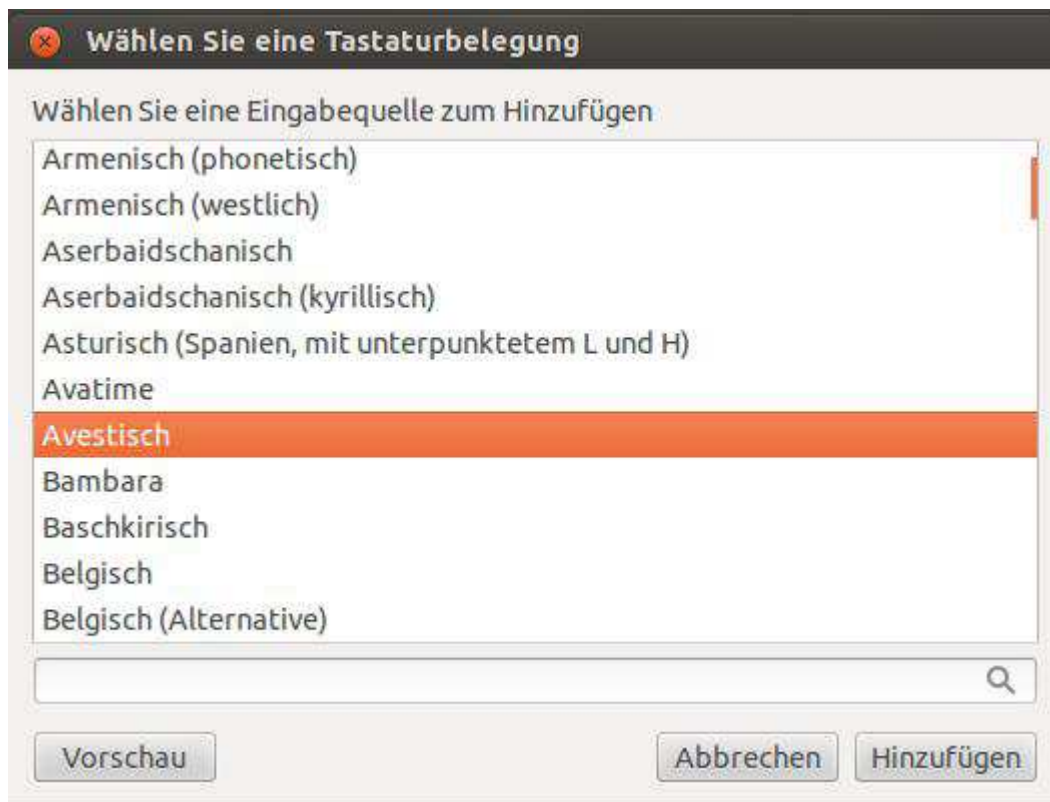 Wählen Sie eine Tastaturbelegung
Wählen Sie eine Eingabequelle zum Hinzufügen
Armenisch (phonetisch)
Armenisch (westlich)
Aserbaidschanisch
Aserbaidschanisch (kyrillisch)
Asturisch (Spanien, mit unterpunktetem L und H)
Avatime
Avestisch
Bambara
Baschkirisch
Belgisch
Belgisch (Alternative)
Vorschau Abbrechen Hinzufügen